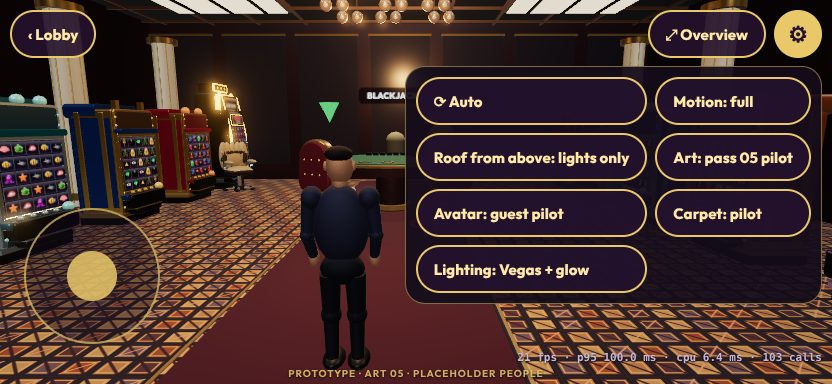 ‹ Lobby
⤢ Overview
⚙
BLACKJAC
⟳ Auto
Motion: full
Roof from above: lights only
Art: pass 05 pilot
Avatar: guest pilot
Carpet: pilot
Lighting: Vegas + glow
21 fps · p95 100.0 ms · cpu 6.4 ms · 103 calls
PROTOTYPE · ART 05 · PLACEHOLDER PEOPLE